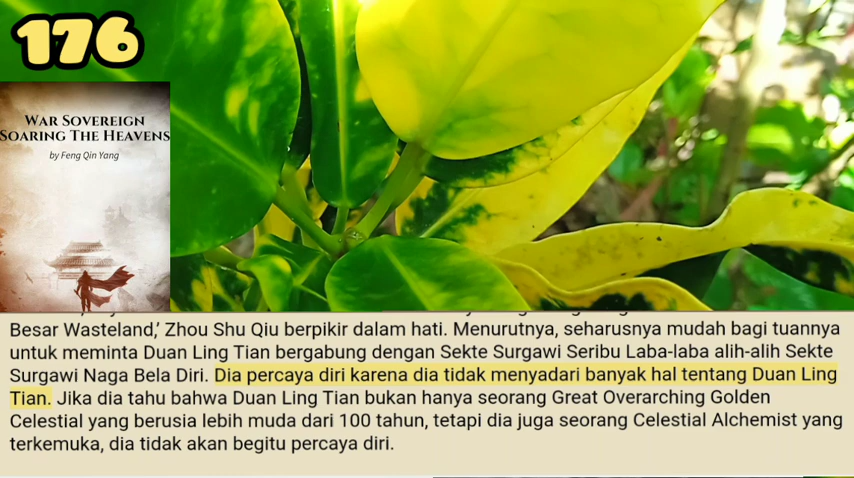 176
WAR SOVEREIGN
SOARING THE HEAVENS
by Feng Qin Yang
Besar Wasteland,’ Zhou Shu Qiu berpikir dalam hati. Menurutnya, seharusnya mudah bagi tuannya
untuk meminta Duan Ling Tian bergabung dengan Sekte Surgawi Seribu Laba-laba alih-alih Sekte
Surgawi Naga Bela Diri. Dia percaya diri karena dia tidak menyadari banyak hal tentang Duan Ling
Tian. Jika dia tahu bahwa Duan Ling Tian bukan hanya seorang Great Overarching Golden
Celestial yang berusia lebih muda dari 100 tahun, tetapi dia juga seorang Celestial Alchemist yang
terkemuka, dia tidak akan begitu percaya diri.